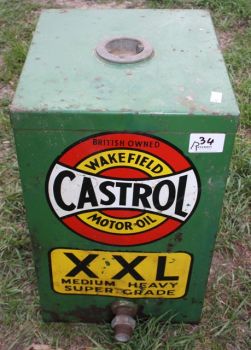 34
BRITISH OWNED
WAKEFIELD
CASTROL
MOTOR-OIL
XXL
MEDIUM HEAVY
SUPER GRADE